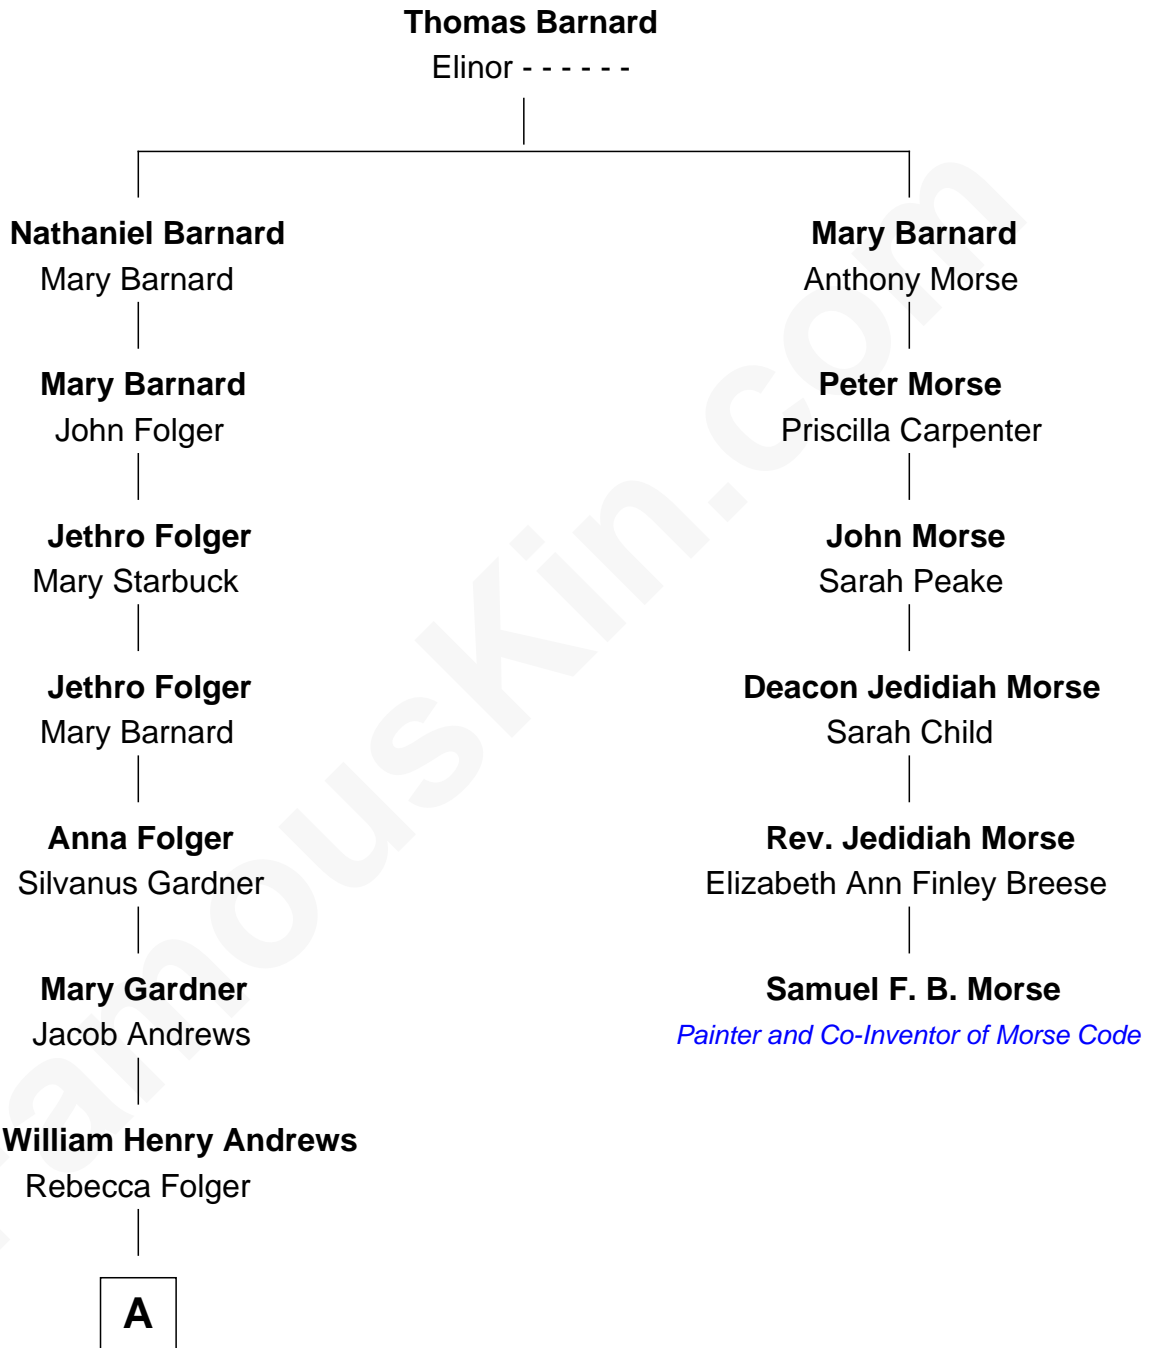 Thomas Barnard
Elinor - - - - - -
Nathaniel Barnard
Mary Barnard
Mary Barnard
Anthony Morse
Mary Barnard
John Folger
Peter Morse
Priscilla Carpenter
Jethro Folger
Mary Starbuck
John Morse
Sarah Peake
Jethro Folger
Mary Barnard
Deacon Jedidiah Morse
Sarah Child
Anna Folger
Silvanus Gardner
Rev. Jedidiah Morse
Elizabeth Ann Finley Breese
Mary Gardner
Jacob Andrews
Samuel F. B. Morse
Painter and Co-Inventor of Morse Code
William Henry Andrews
Rebecca Folger
A
FamousKin.com